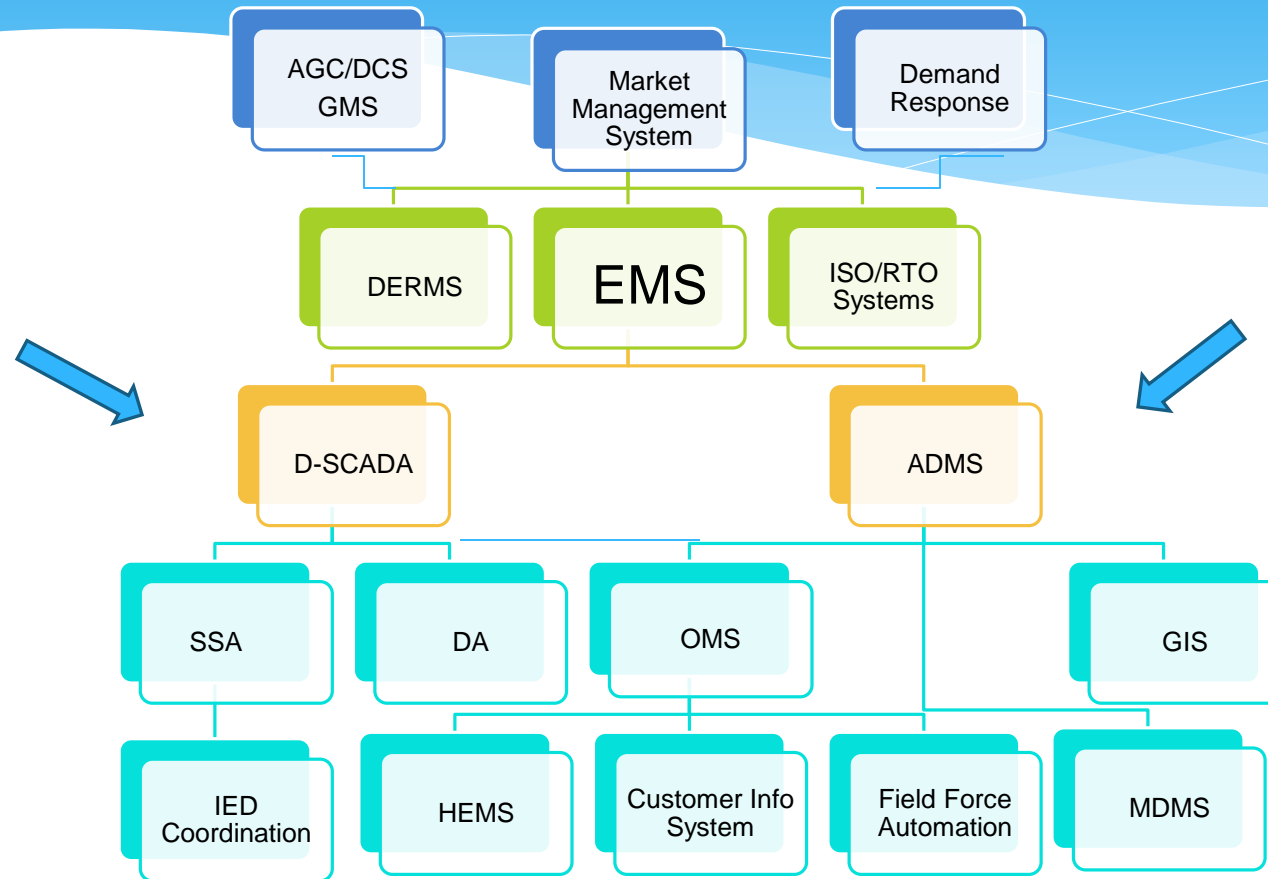 AGC/DCS
GMS
Market
Management
System
Demand
Response
DERMS
EMS
ISO/RTO
Systems
D-SCADA
ADMS
SSA
DA
OMS
GIS
IED
Coordination
HEMS
Customer Info
System
Field Force
Automation
MDMS